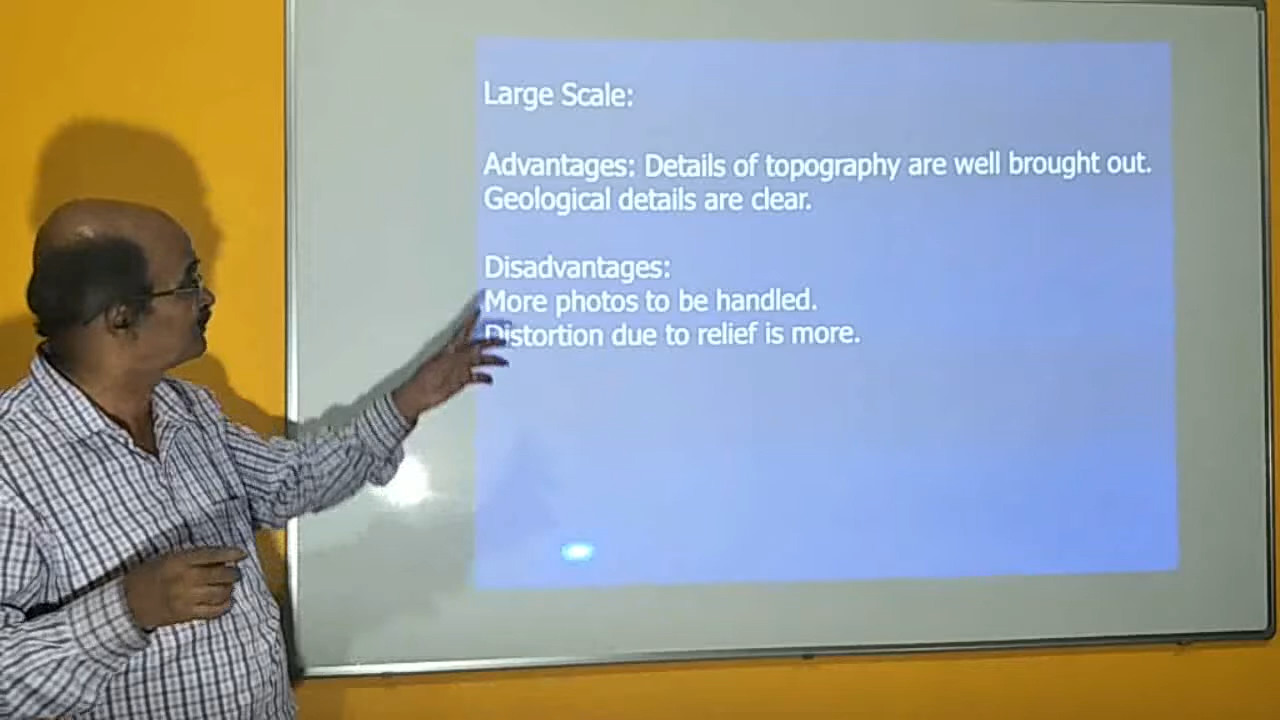 Large Scale:
Advantages: Details of topography are well brought out.
Geological details are clear.
Disadvantages:
More photos to be handled.
Distortion due to relief is more.